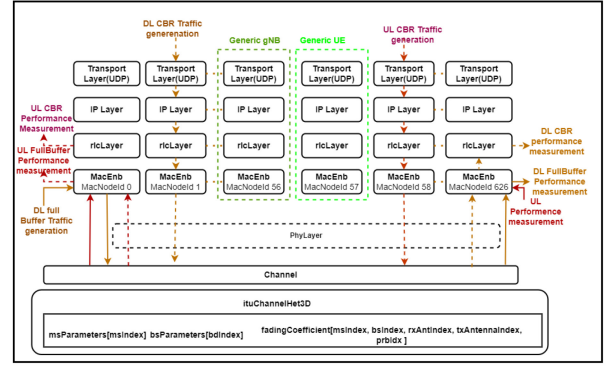 DL CBR Traffic
generation
Generic gNB
Generic UE
UL CBR Traffic
generation
Transport
Layer(UDP)
Transport
Layer(UDP)
Transport
Layer(UDP)
Transport
Layer(UDP)
Transport
Layer(UDP)
Transport
Layer(UDP)
IP Layer
IP Layer
IP Layer
IP Layer
IP Layer
IP Layer
UL CBR
Performance
Measurement
rlcLayer
rlcLayer
rlcLayer
rlcLayer
rlcLayer
rlcLayer
DL CBR
performance
measurement
UL FullBuffer
Performance
measurement
MacEnb
MacNodeId 0
MacEnb
MacNodeId 1
MacEnb
MacNodeId 56
MacEnb
MacNodeId 57
MacEnb
MacNodeId 58
MacEnb
MacNodeId 626
DL FullBuffer
Performence
measurement
DL full
Buffer Traffic
generation
UL
Performence
measurement
PhyLayer
Channel
ituChannelHet3D
msParameters[msIndex]
bsParameters[bdIndex]
fadingCoefficient[msindex, bsIndex, rxAntIndex, txAntennaIndex,
prbIdx ]